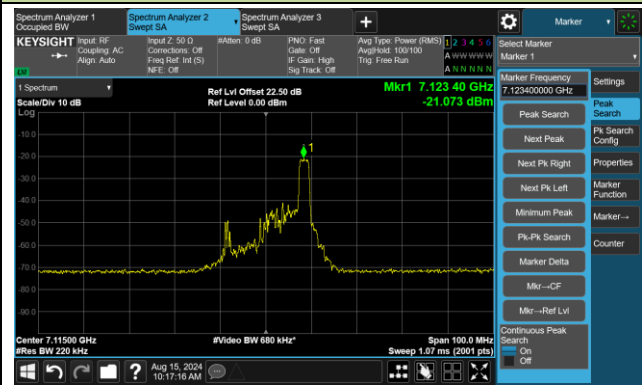 Spectrum Analyzer 1
Occupied BW
Spectrum Analyzer 2
Swept SA
Spectrum Analyzer 3
Swept SA
Marker
KEYSIGHT
Input: RF
Coupling: AC
Align: Auto
Input Z: 50 Ω
Corrections: Off
Freq Ref: Int (S)
NFE: Off
#Atten: 0 dB
PNO: Fast
Gate: Off
IF Gain: High
Sig Track: Off
Avg Type: Power (RMS)
Avg|Hold: 100/100
Trig: Free Run
1 2 3 4 5 6
A W W W W W
A N N N N N
LXI
Select Marker
Marker 1
1 Spectrum
Scale/Div 10 dB
Log
Ref Lvl Offset 22.50 dB
Ref Level 0.00 dBm
Mkr1 7.123 40 GHz
-21.073 dBm
1
-10.0
-20.0
-30.0
-40.0
-50.0
-60.0
-70.0
-80.0
-90.0
Center 7.11500 GHz
#Res BW 220 kHz
#Video BW 680 kHz*
Span 100.0 MHz
Sweep 1.07 ms (2001 pts)
Marker Frequency
7.123400000 GHz
Peak Search
Next Peak
Next Pk Right
Next Pk Left
Minimum Peak
Pk-Pk Search
Marker Delta
Mkr→CF
Mkr→Ref Lvl
Continuous Peak
Search
On
Off
Settings
Peak
Search
Pk Search
Config
Properties
Marker
Function
Marker→
Counter
?
Aug 15, 2024
10:17:16 AM